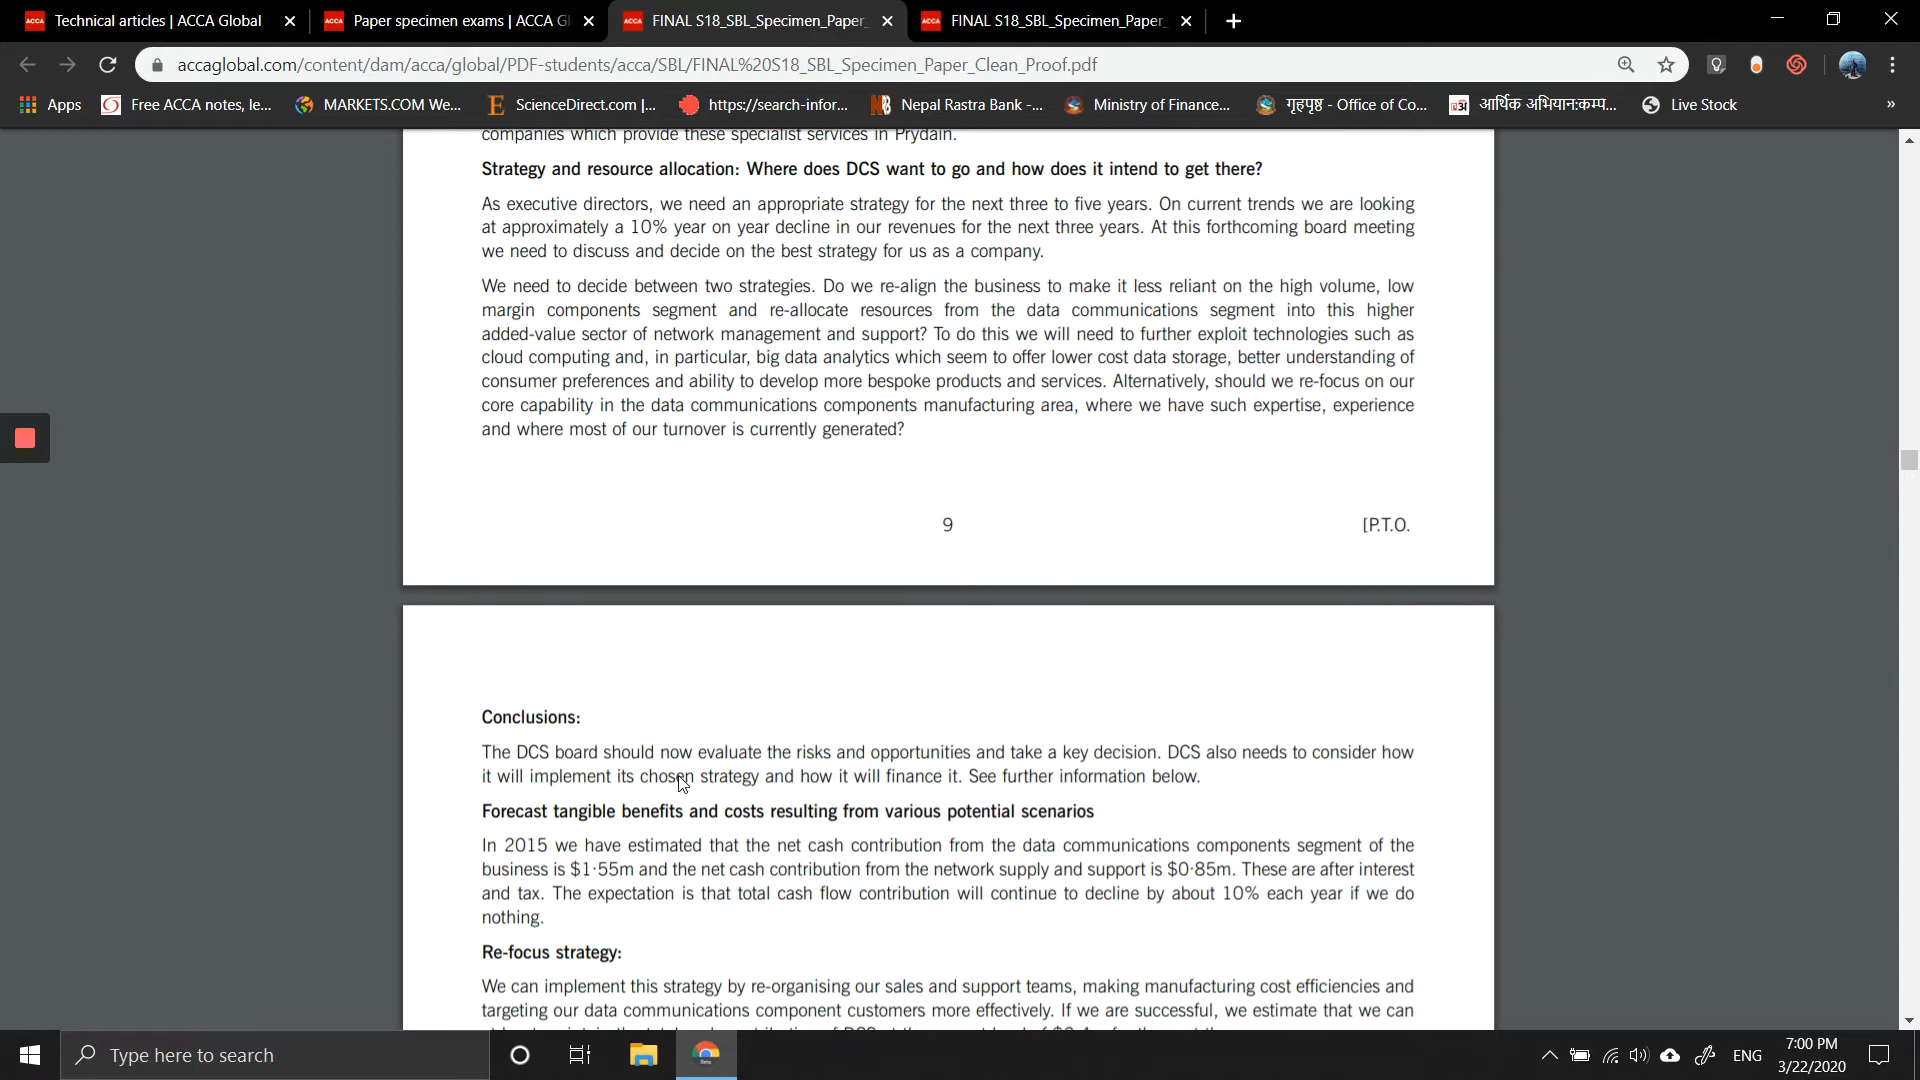 Technical articles | ACCA Global
Paper specimen exams | ACCA Gl
FINAL S18_SBL_Specimen_Paper_
FINAL S18_SBL_Specimen_Paper_
accaglobal.com/content/dam/acca/global/PDF-students/acca/SBL/FINAL%20S18_SBL_Specimen_Paper_Clean_Proof.pdf
Apps
Free ACCA notes, le...
MARKETS.COM We...
ScienceDirect.com |...
https://search-infor...
Nepal Rastra Bank -...
Ministry of Finance...
गृहपृष्ठ - Office of Co...
आर्थिक अभियान:कम्प...
Live Stock
»
companies which provide these specialist services in Prydain.
Strategy and resource allocation: Where does DCS want to go and how does it intend to get there?
As executive directors, we need an appropriate strategy for the next three to five years. On current trends we are looking
at approximately a 10% year on year decline in our revenues for the next three years. At this forthcoming board meeting
we need to discuss and decide on the best strategy for us as a company.
We need to decide between two strategies. Do we re-align the business to make it less reliant on the high volume, low
margin components segment and re-allocate resources from the data communications segment into this higher
added-value sector of network management and support? To do this we will need to further exploit technologies such as
cloud computing and, in particular, big data analytics which seem to offer lower cost data storage, better understanding of
consumer preferences and ability to develop more bespoke products and services. Alternatively, should we re-focus on our
core capability in the data communications components manufacturing area, where we have such expertise, experience
and where most of our turnover is currently generated?
9
[P.T.O.
Conclusions:
The DCS board should now evaluate the risks and opportunities and take a key decision. DCS also needs to consider how
it will implement its chosen strategy and how it will finance it. See further information below.
Forecast tangible benefits and costs resulting from various potential scenarios
In 2015 we have estimated that the net cash contribution from the data communications components segment of the
business is $1·55m and the net cash contribution from the network supply and support is $0·85m. These are after interest
and tax. The expectation is that total cash flow contribution will continue to decline by about 10% each year if we do
nothing.
Re-focus strategy:
We can implement this strategy by re-organising our sales and support teams, making manufacturing cost efficiencies and
targeting our data communications component customers more effectively. If we are successful, we estimate that we can
Type here to search
ENG
7:00 PM
3/22/2020